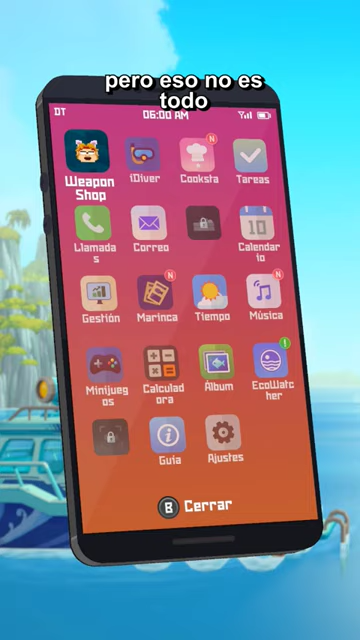 pero eso no es
todo
DT
06:00 AM
Weapon
Shop
iDiver
Cooksta
N
Tareas
Llamada
s
Correo
10
Calendar
io
Gestión
Marinca
N
Tiempo
Música
N
Minijueg
os
Calculad
ora
Álbum
EcoWatc
her
!
Guía
Ajustes
B Cerrar